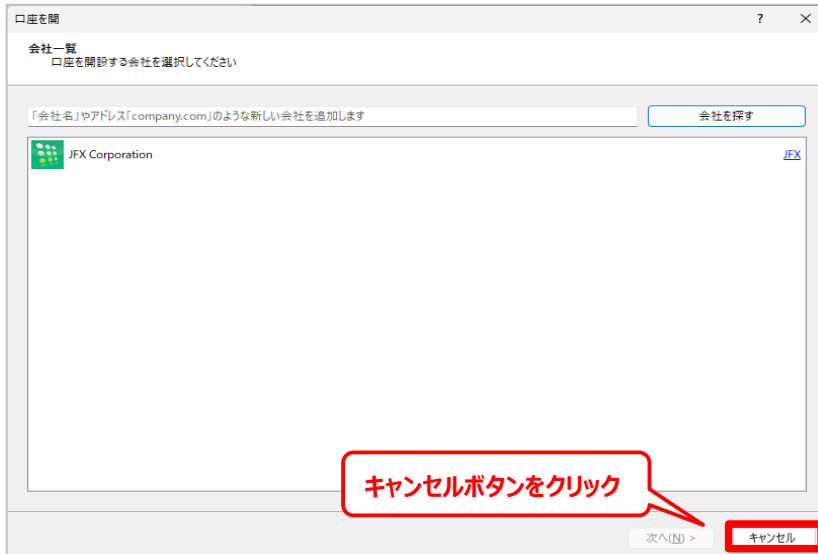 口座を開
?
×
会社一覧
口座を開設する会社を選択してください
「会社名」やアドレス「company.com」のような新しい会社を追加します
会社を探す
JFX Corporation
JFX
キャンセルボタンをクリック
次へ(N) >
キャンセル